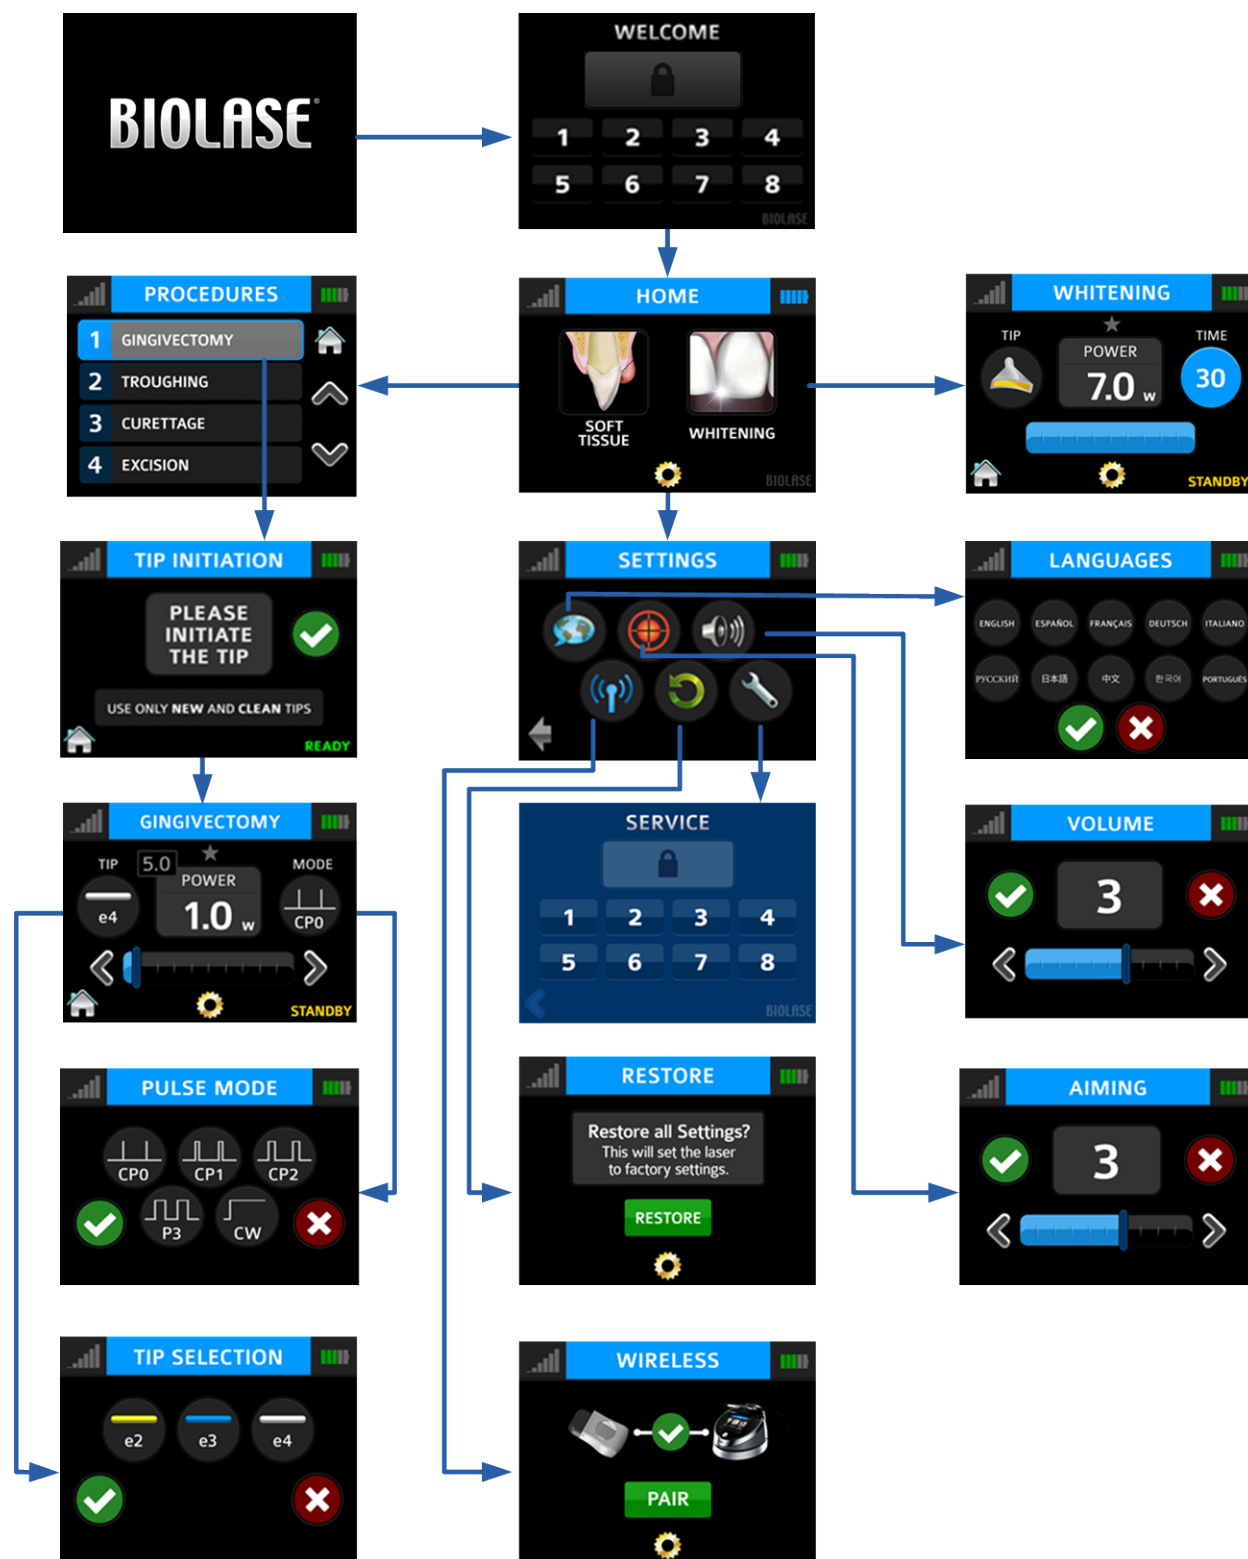 BIOLASE®
WELCOME
1 2 3 4
5 6 7 8
BIOLASE
PROCEDURES
1 GINGIVECTOMY
2 TROUGHING
3 CURETTAGE
4 EXCISION
HOME
SOFT
TISSUE
WHITENING
BIOLASE
WHITENING
TIP
POWER
7.0 w
TIME
30
STANDBY
TIP INITIATION
PLEASE
INITIATE
THE TIP
USE ONLY NEW AND CLEAN TIPS
READY
SETTINGS
LANGUAGES
ENGLISH ESPAÑOL FRANÇAIS DEUTSCH ITALIANO
РУССКИЙ 日本語 中文 한국어 PORTUGUÊS
GINGIVECTOMY
TIP
e4
5.0
POWER
1.0 w
MODE
CP0
STANDBY
SERVICE
1 2 3 4
5 6 7 8
BIOLASE
VOLUME
3
PULSE MODE
CP0 CP1 CP2
P3 CW
RESTORE
Restore all Settings?
This will set the laser
to factory settings.
RESTORE
AIMING
3
TIP SELECTION
e2 e3 e4
WIRELESS
PAIR